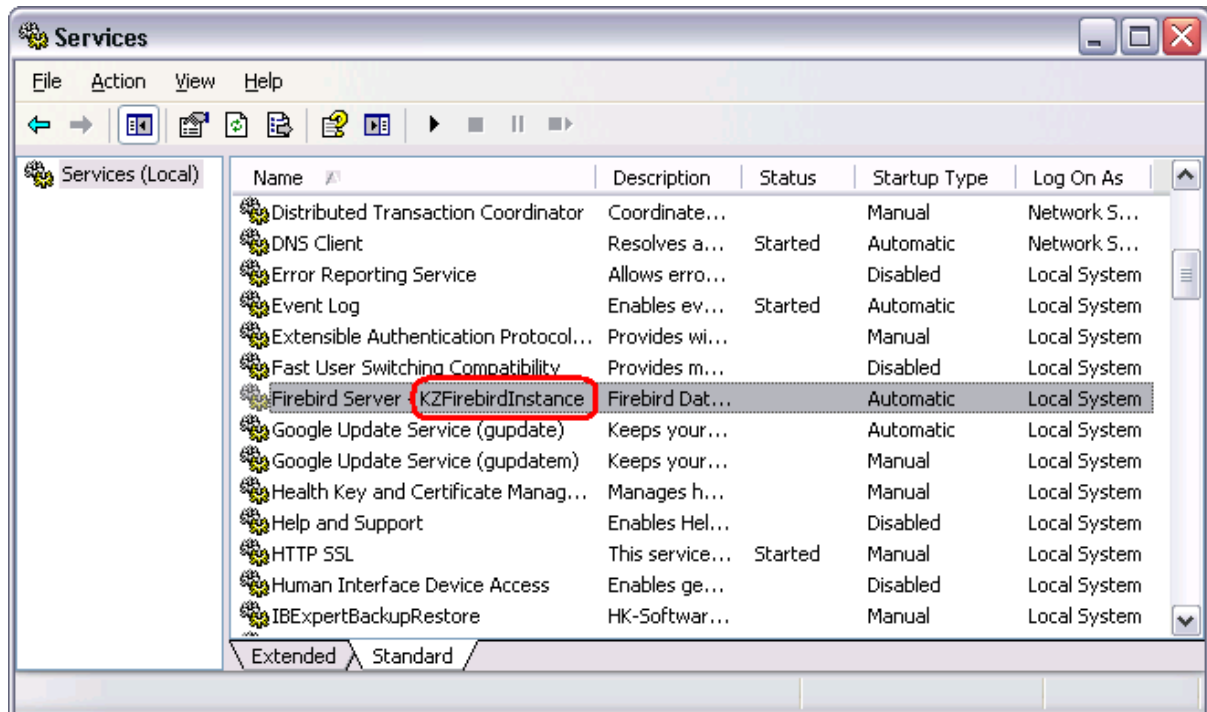 Services
File Action View Help
Services (Local)
Name Description Status Startup Type Log On As
Distributed Transaction Coordinator Coordinate... Manual Network S...
DNS Client Resolves a... Started Automatic Network S...
Error Reporting Service Allows erro... Disabled Local System
Event Log Enables ev... Started Automatic Local System
Extensible Authentication Protocol... Provides wi... Manual Local System
Fast User Switching Compatibility Provides m... Disabled Local System
Firebird Server - KZFirebirdInstance Firebird Dat... Automatic Local System
Google Update Service (gupdate) Keeps your... Automatic Local System
Google Update Service (gupdatem) Keeps your... Manual Local System
Health Key and Certificate Manag... Manages h... Manual Local System
Help and Support Enables Hel... Disabled Local System
HTTP SSL This service... Started Manual Local System
Human Interface Device Access Enables ge... Disabled Local System
IBExpertBackupRestore HK-Softwar... Manual Local System
Extended Standard